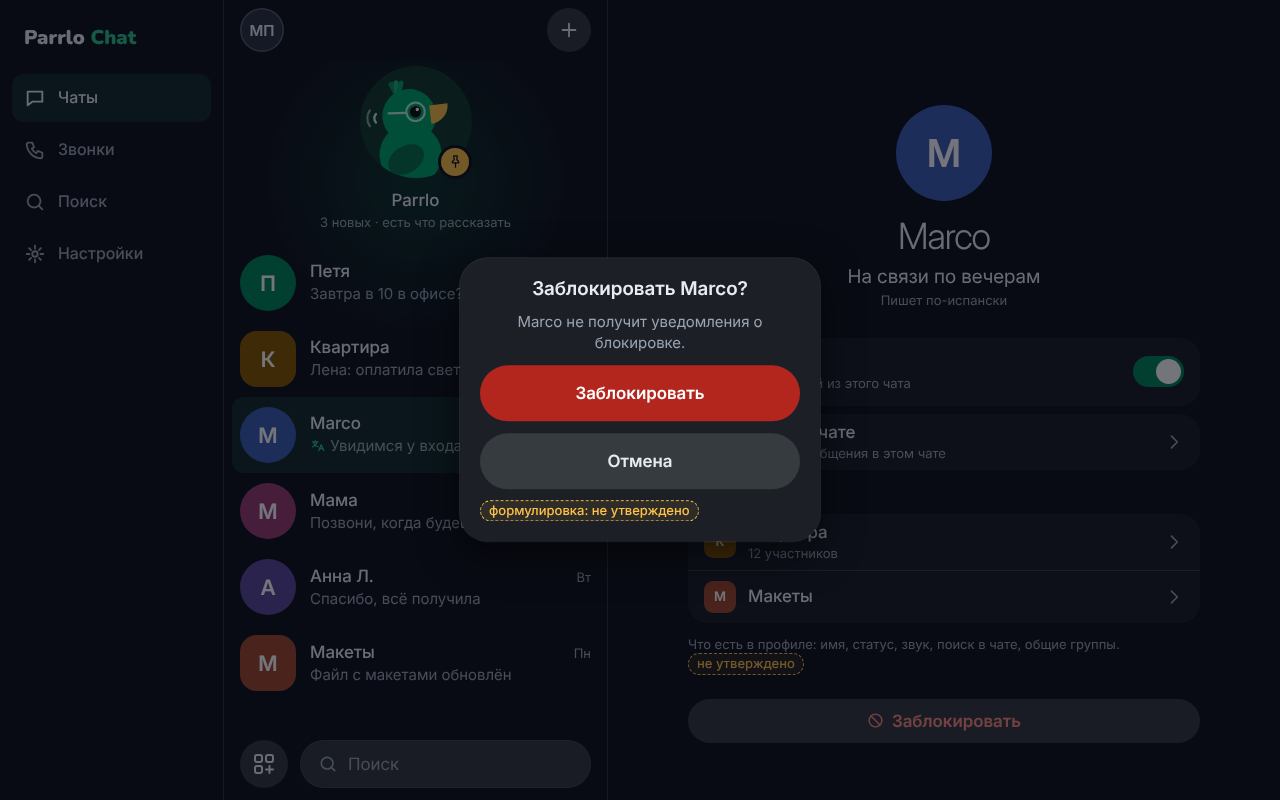 Parrlo Chat
Чаты
Звонки
Поиск
Настройки
МП
Parrlo
3 новых · есть что рассказать
П
Петя
Завтра в 10 в офисе?
К
Квартира
Лена: оплатила свет
М
Marco
Увидимся у входа
М
Мама
Позвони, когда
А
Анна Л.
Вт
Спасибо, всё получила
М
Макеты
Пн
Файл с макетами обновлён
Поиск
M
Marco
На связи по вечерам
Пишет по-испански
из этого чата
чате
в этом чате
К
12 участников
М
Макеты
Что есть в профиле: имя, статус, звук, поиск в чате, общие группы.
не утверждено
Заблокировать
Заблокировать Marco?
Marco не получит уведомления о
блокировке.
Заблокировать
Отмена
формулировка: не утверждено